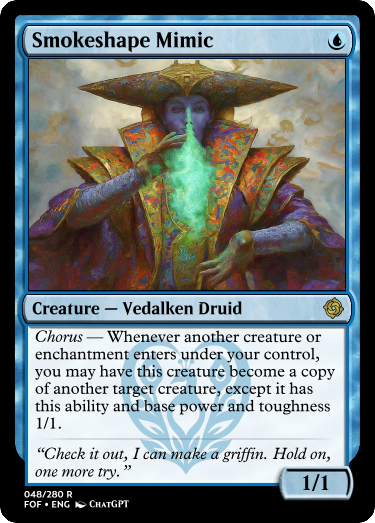 Smokeshape Mimic
Creature — Vedalken Druid
Chorus — Whenever another creature or
enchantment enters under your control,
you may have this creature become a copy
of another target creature, except it has
this ability and base power and toughness
1/1.
“Check it out, I can make a griffin. Hold on,
one more try.”
1/1
048/280 R
FOF • ENG ChatGPT